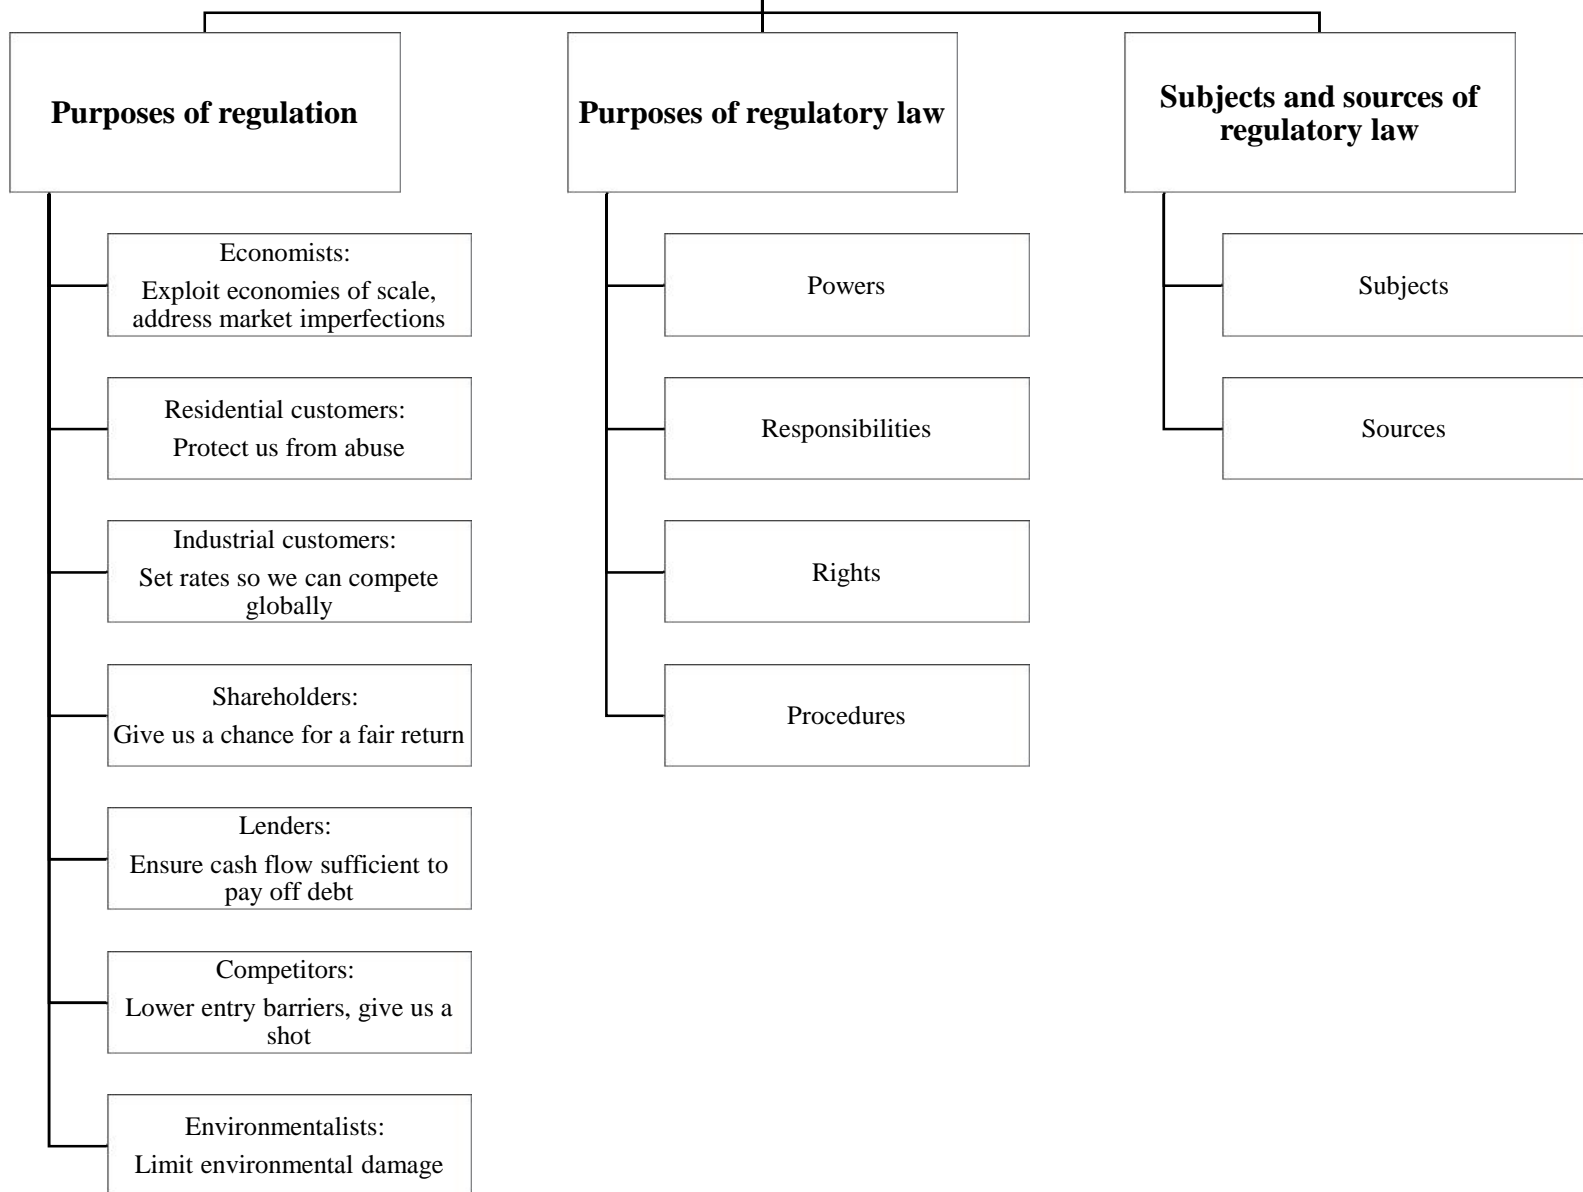 Purposes of regulation
Economists:
Exploit economies of scale,
address market imperfections
Residential customers:
Protect us from abuse
Industrial customers:
Set rates so we can compete
globally
Shareholders:
Give us a chance for a fair return
Lenders:
Ensure cash flow sufficient to
pay off debt
Competitors:
Lower entry barriers, give us a
shot
Environmentalists:
Limit environmental damage
Purposes of regulatory law
Powers
Responsibilities
Rights
Procedures
Subjects and sources of
regulatory law
Subjects
Sources